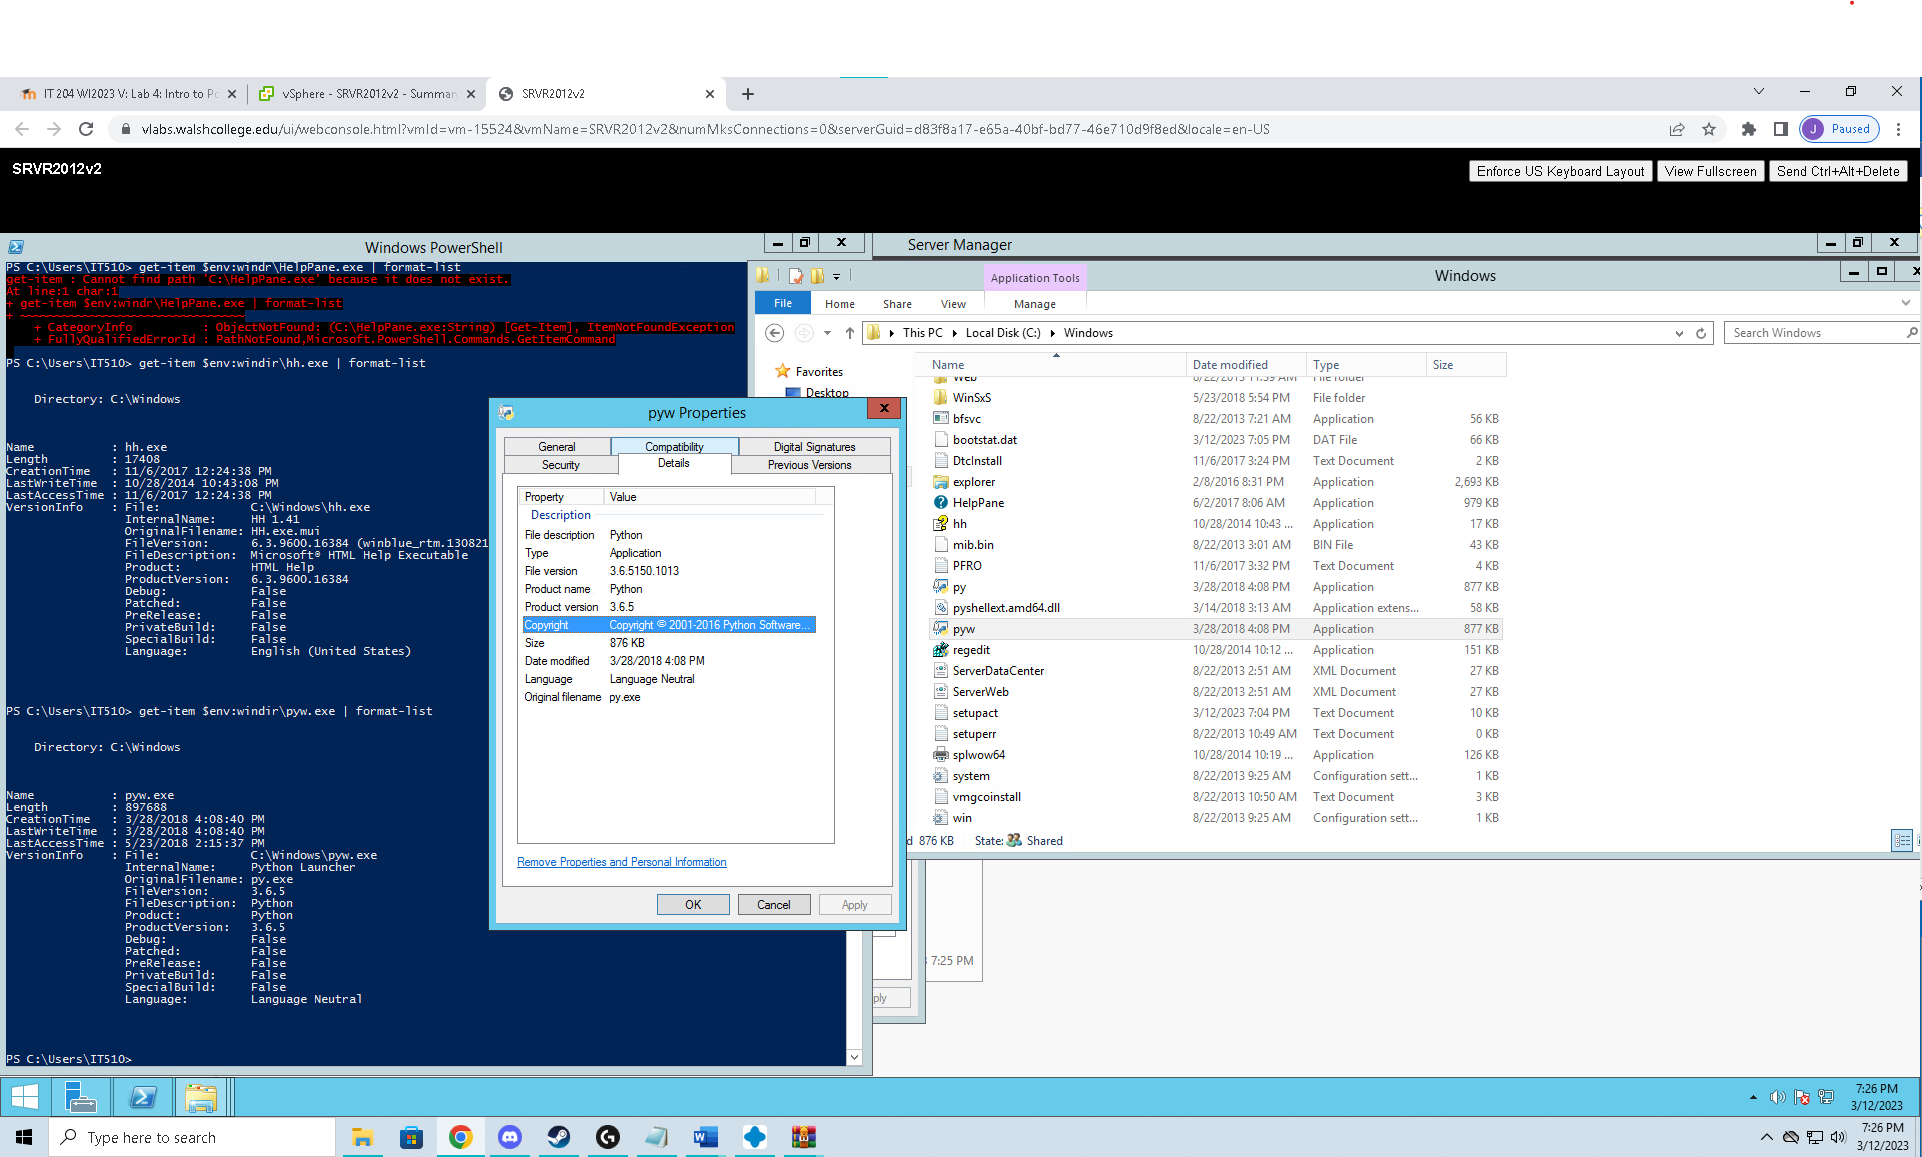 IT 204 WI2023 V: Lab 4: Intro to Po
vSphere - SRVR2012v2 - Summary
SRVR2012v2
vlabs.walshcollege.edu/ui/webconsole.html?vmId=vm-15524&vmName=SRVR2012v2&numMksConnections=0&serverGuid=d83f8a17-e65a-40bf-bd77-46e710d9f8ed&locale=en-US
J Paused
SRVR2012v2
Enforce US Keyboard Layout View Fullscreen Send Ctrl+Alt+Delete
Windows PowerShell
PS C:\Users\IT510> get-item $env:windr\HelpPane.exe | format-list
get-item : Cannot find path 'C:\HelpPane.exe' because it does not exist.
At line:1 char:1
+ get-item $env:windr\HelpPane.exe | format-list
+ ~~~~~~~~~~~~~~~~~~~~~~~~~~~~~~~~
+ CategoryInfo : ObjectNotFound: (C:\HelpPane.exe:String) [Get-Item], ItemNotFoundException
+ FullyQualifiedErrorId : PathNotFound,Microsoft.PowerShell.Commands.GetItemCommand
PS C:\Users\IT510> get-item $env:windir\hh.exe | format-list
Directory: C:\Windows
Name : hh.exe
Length : 17408
CreationTime : 11/6/2017 12:24:38 PM
LastWriteTime : 10/28/2014 10:43:08 PM
LastAccessTime : 11/6/2017 12:24:38 PM
VersionInfo : File: C:\Windows\hh.exe
InternalName: HH 1.41
OriginalFilename: HH.exe.mui
FileVersion: 6.3.9600.16384 (winblue_rtm.130821
FileDescription: Microsoft® HTML Help Executable
Product: HTML Help
ProductVersion: 6.3.9600.16384
Debug: False
Patched: False
PreRelease: False
PrivateBuild: False
SpecialBuild: False
Language: English (United States)
PS C:\Users\IT510> get-item $env:windir\pyw.exe | format-list
Directory: C:\Windows
Name : pyw.exe
Length : 897688
CreationTime : 3/28/2018 4:08:40 PM
LastWriteTime : 3/28/2018 4:08:40 PM
LastAccessTime : 5/23/2018 2:15:37 PM
VersionInfo : File: C:\Windows\pyw.exe
InternalName: Python Launcher
OriginalFilename: py.exe
FileVersion: 3.6.5
FileDescription: Python
Product: Python
ProductVersion: 3.6.5
Debug: False
Patched: False
PreRelease: False
PrivateBuild: False
SpecialBuild: False
Language: Language Neutral
PS C:\Users\IT510>
pyw Properties
General Compatibility Digital Signatures
Security Details Previous Versions
Property Value
Description
File description Python
Type Application
File version 3.6.5150.1013
Product name Python
Product version 3.6.5
Copyright Copyright © 2001-2016 Python Software...
Size 876 KB
Date modified 3/28/2018 4:08 PM
Language Language Neutral
Original filename py.exe
Remove Properties and Personal Information
OK Cancel Apply
Server Manager
Application Tools
Windows
File Home Share View Manage
This PC Local Disk (C:) Windows
Search Windows
Favorites
Desktop
Name Date modified Type Size
Web 8/22/2013 11:39 AM File folder
WinSxS 5/23/2018 5:54 PM File folder
bfsvc 8/22/2013 7:21 AM Application 56 KB
bootstat.dat 3/12/2023 7:05 PM DAT File 66 KB
DtcInstall 11/6/2017 3:24 PM Text Document 2 KB
explorer 2/8/2016 8:31 PM Application 2,693 KB
HelpPane 6/2/2017 8:06 AM Application 979 KB
hh 10/28/2014 10:43 ... Application 17 KB
mib.bin 8/22/2013 3:01 AM BIN File 43 KB
PFRO 11/6/2017 3:32 PM Text Document 4 KB
py 3/28/2018 4:08 PM Application 877 KB
pyshellext.amd64.dll 3/14/2018 3:13 AM Application extens... 58 KB
pyw 3/28/2018 4:08 PM Application 877 KB
regedit 10/28/2014 10:12 ... Application 151 KB
ServerDataCenter 8/22/2013 2:51 AM XML Document 27 KB
ServerWeb 8/22/2013 2:51 AM XML Document 27 KB
setupact 3/12/2023 7:04 PM Text Document 10 KB
setuperr 8/22/2013 10:49 AM Text Document 0 KB
splwow64 10/28/2014 10:19 ... Application 126 KB
system 8/22/2013 9:25 AM Configuration sett... 1 KB
vmgcoinstall 8/22/2013 10:50 AM Text Document 3 KB
win 8/22/2013 9:25 AM Configuration sett... 1 KB
d 876 KB State: Shared
7:25 PM
ply
7:26 PM
3/12/2023
Type here to search
7:26 PM
3/12/2023